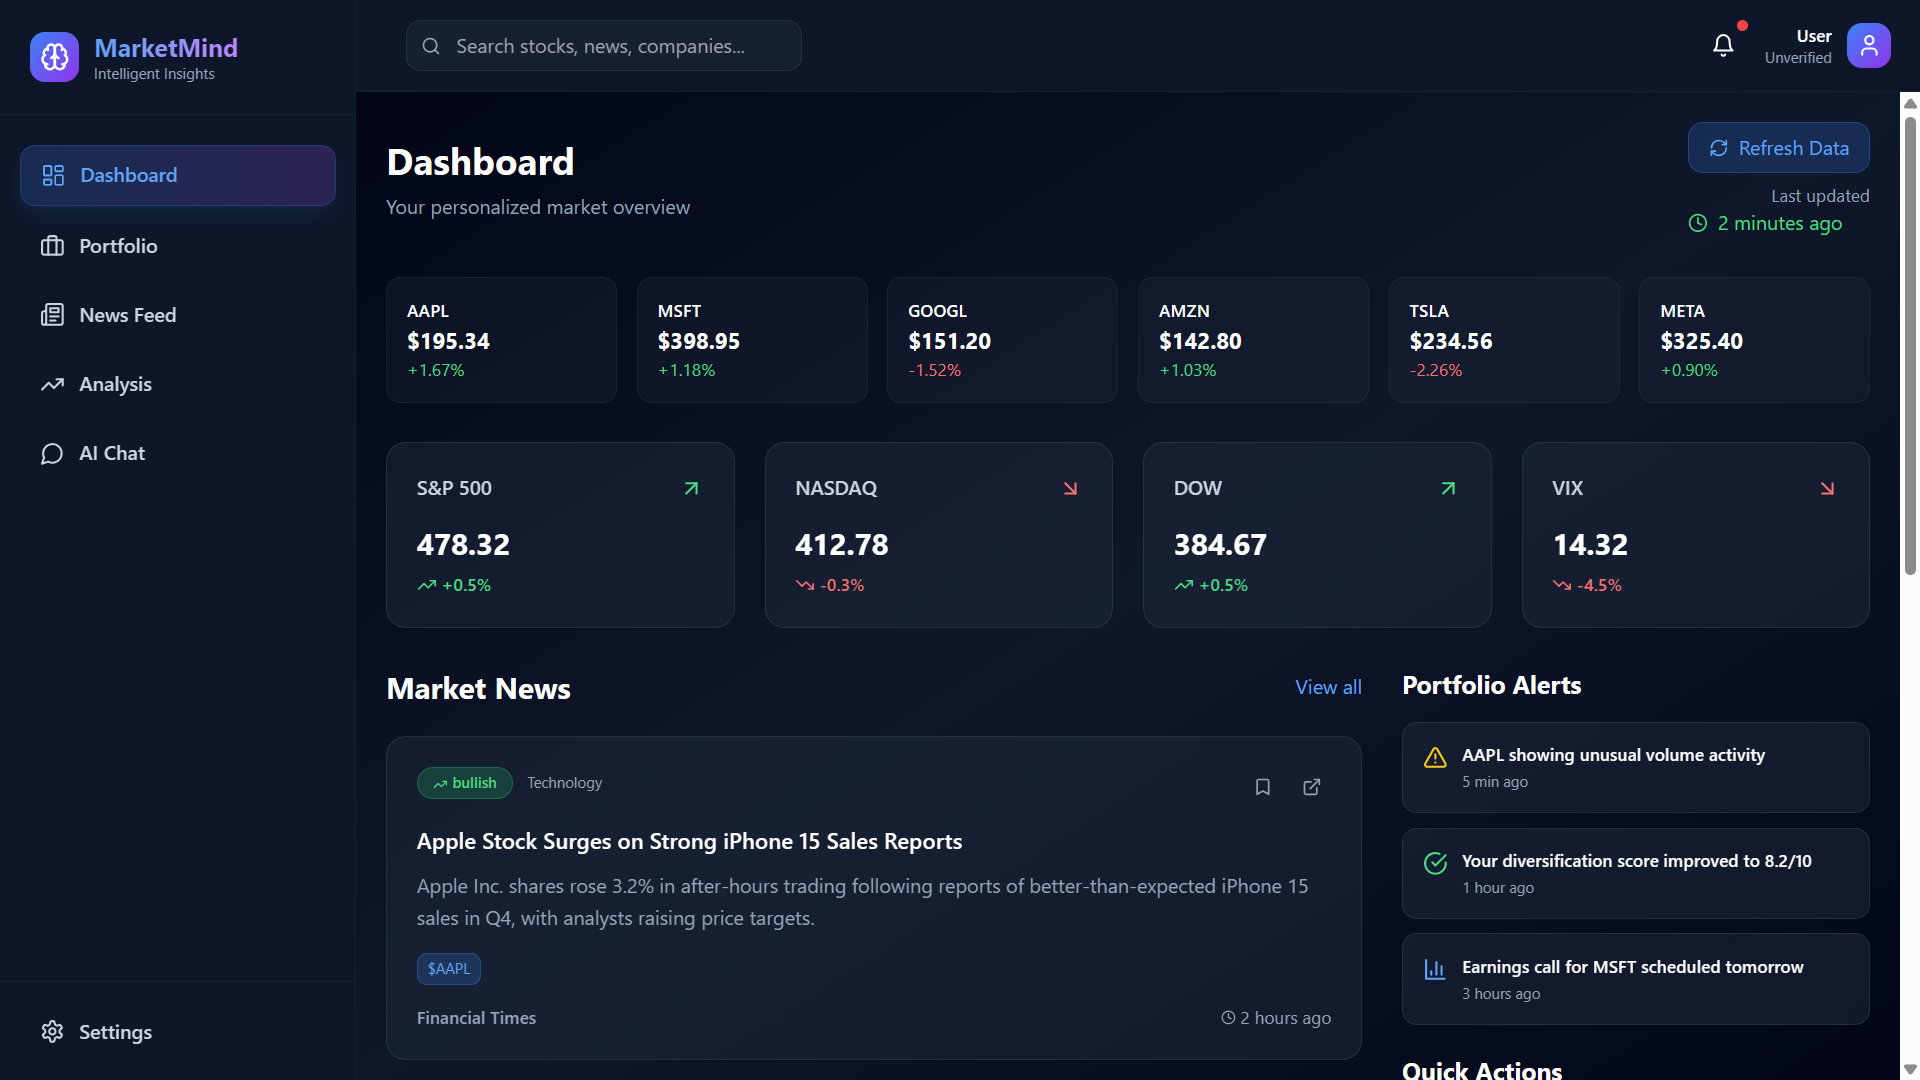 MarketMind
Intelligent Insights
Search stocks, news, companies...
User
Unverified
Dashboard
Portfolio
News Feed
Analysis
AI Chat
Settings
Dashboard
Your personalized market overview
Refresh Data
Last updated
2 minutes ago
AAPL
$195.34
+1.67%
MSFT
$398.95
+1.18%
GOOGL
$151.20
-1.52%
AMZN
$142.80
+1.03%
TSLA
$234.56
-2.26%
META
$325.40
+0.90%
S&P 500
478.32
+0.5%
NASDAQ
412.78
-0.3%
DOW
384.67
+0.5%
VIX
14.32
-4.5%
Market News
View all
bullish
Technology
Apple Stock Surges on Strong iPhone 15 Sales Reports
Apple Inc. shares rose 3.2% in after-hours trading following reports of better-than-expected iPhone 15
sales in Q4, with analysts raising price targets.
$AAPL
Financial Times
2 hours ago
Portfolio Alerts
AAPL showing unusual volume activity
5 min ago
Your diversification score improved to 8.2/10
1 hour ago
Earnings call for MSFT scheduled tomorrow
3 hours ago
Quick Actions